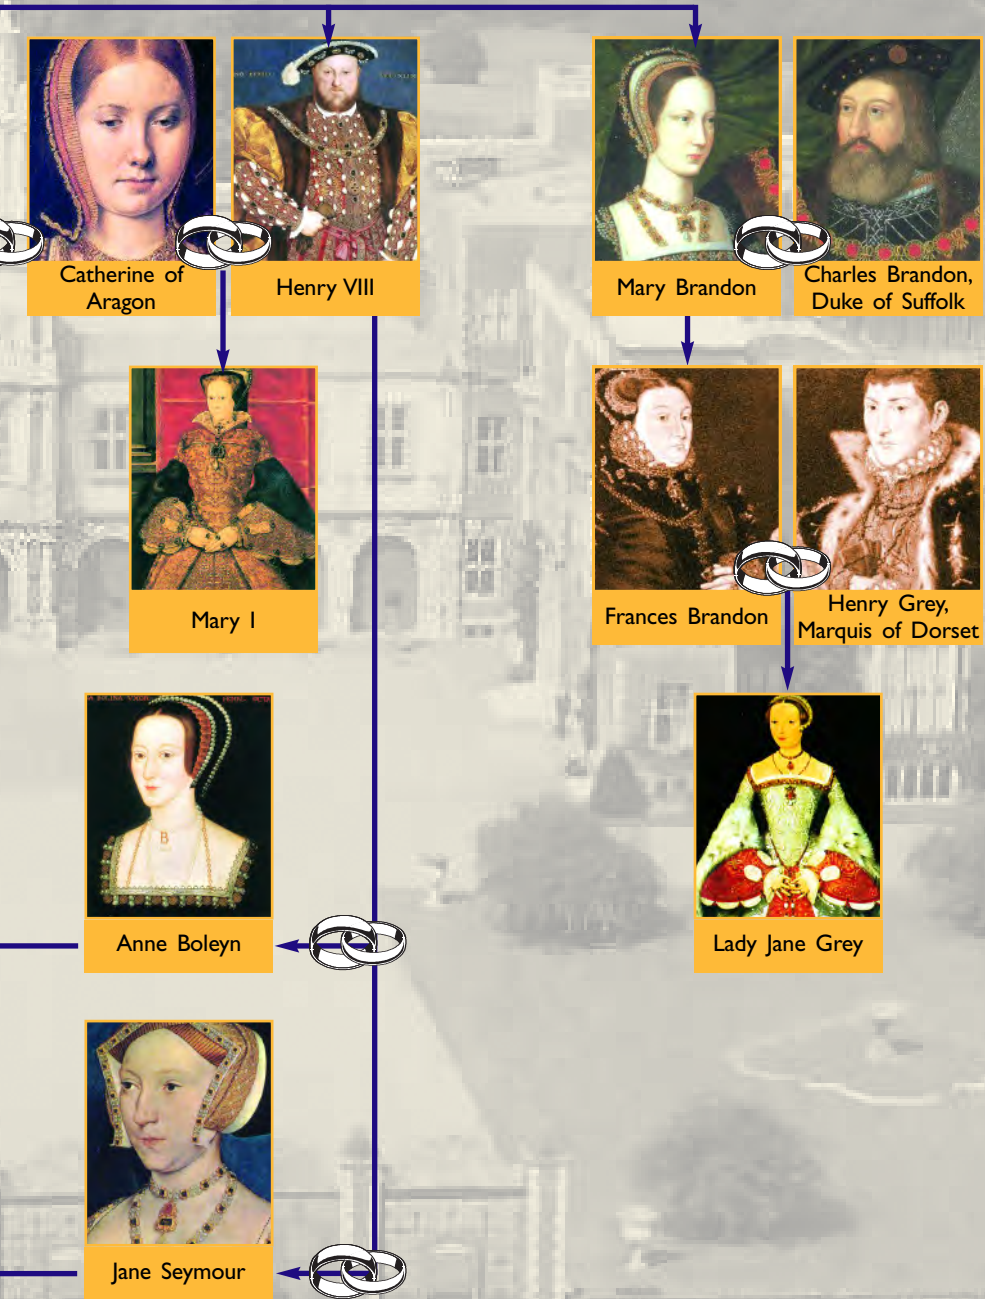 Catherine of
Aragon
Henry VIII
Mary Brandon
Charles Brandon,
Duke of Suffolk
Mary I
Frances Brandon
Henry Grey,
Marquis of Dorset
B
Anne Boleyn
Lady Jane Grey
Jane Seymour